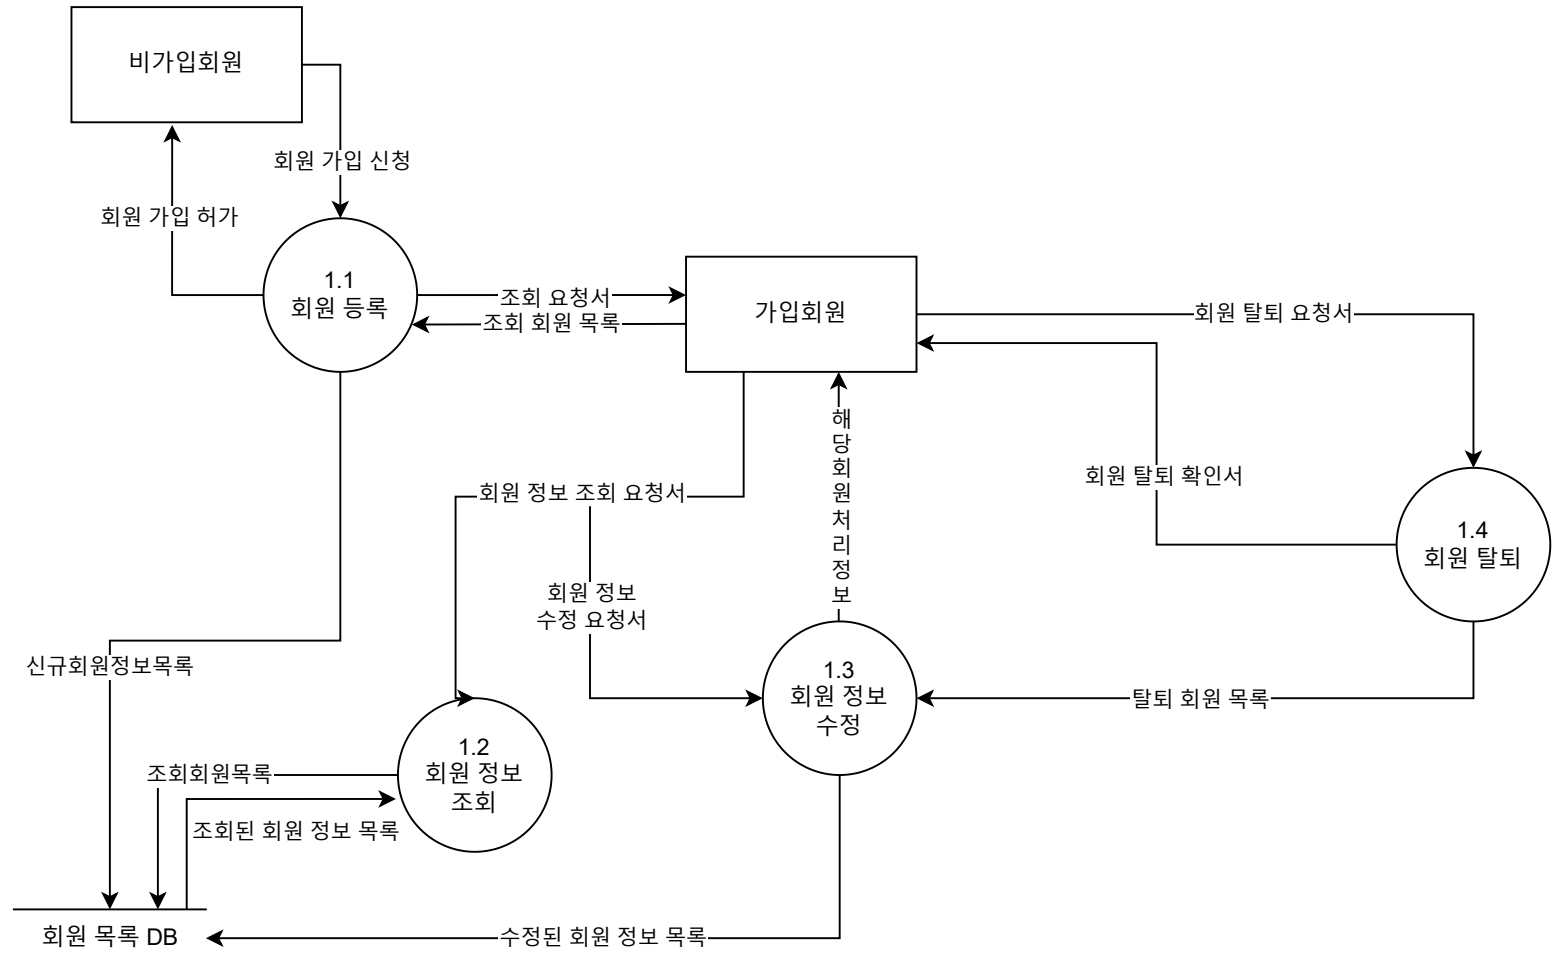 비가입회원
회원 가입 신청
회원 가입 허가
1.1
회원 등록
조회 요청서
조회 회원 목록
가입회원
회원 탈퇴 요청서
해
당
회
원
처
리
정
보
회원 탈퇴 확인서
회원 정보 조회 요청서
1.4
회원 탈퇴
회원 정보
수정 요청서
신규회원정보목록
1.3
회원 정보
수정
탈퇴 회원 목록
1.2
회원 정보
조회
조회회원목록
조회된 회원 정보 목록
회원 목록 DB
수정된 회원 정보 목록